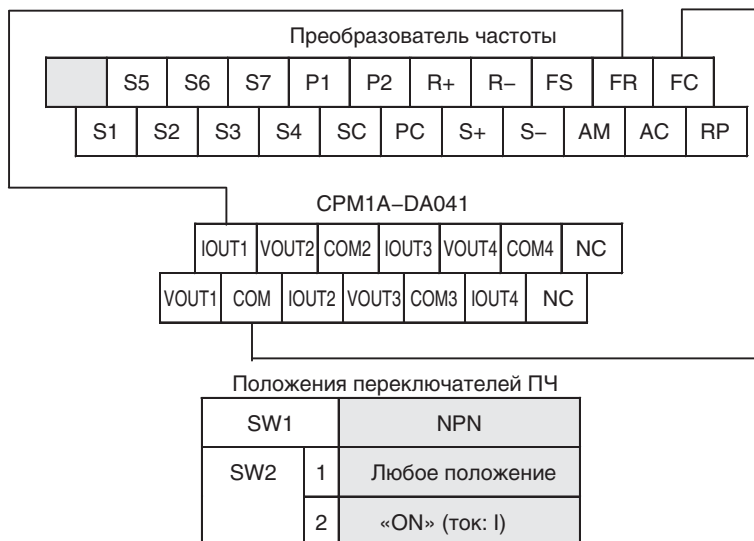 Преобразователь частоты
S5 S6 S7 P1 P2 R+ R− FS FR FC
S1 S2 S3 S4 SC PC S+ S− AM AC RP
CPM1A−DA041
IOUT1 VOUT2 COM2 IOUT3 VOUT4 COM4 NC
VOUT1 COM IOUT2 VOUT3 COM3 IOUT4 NC
Положения переключателей ПЧ
SW1 NPN
SW2 1 Любое положение
2 «ON» (ток: I)